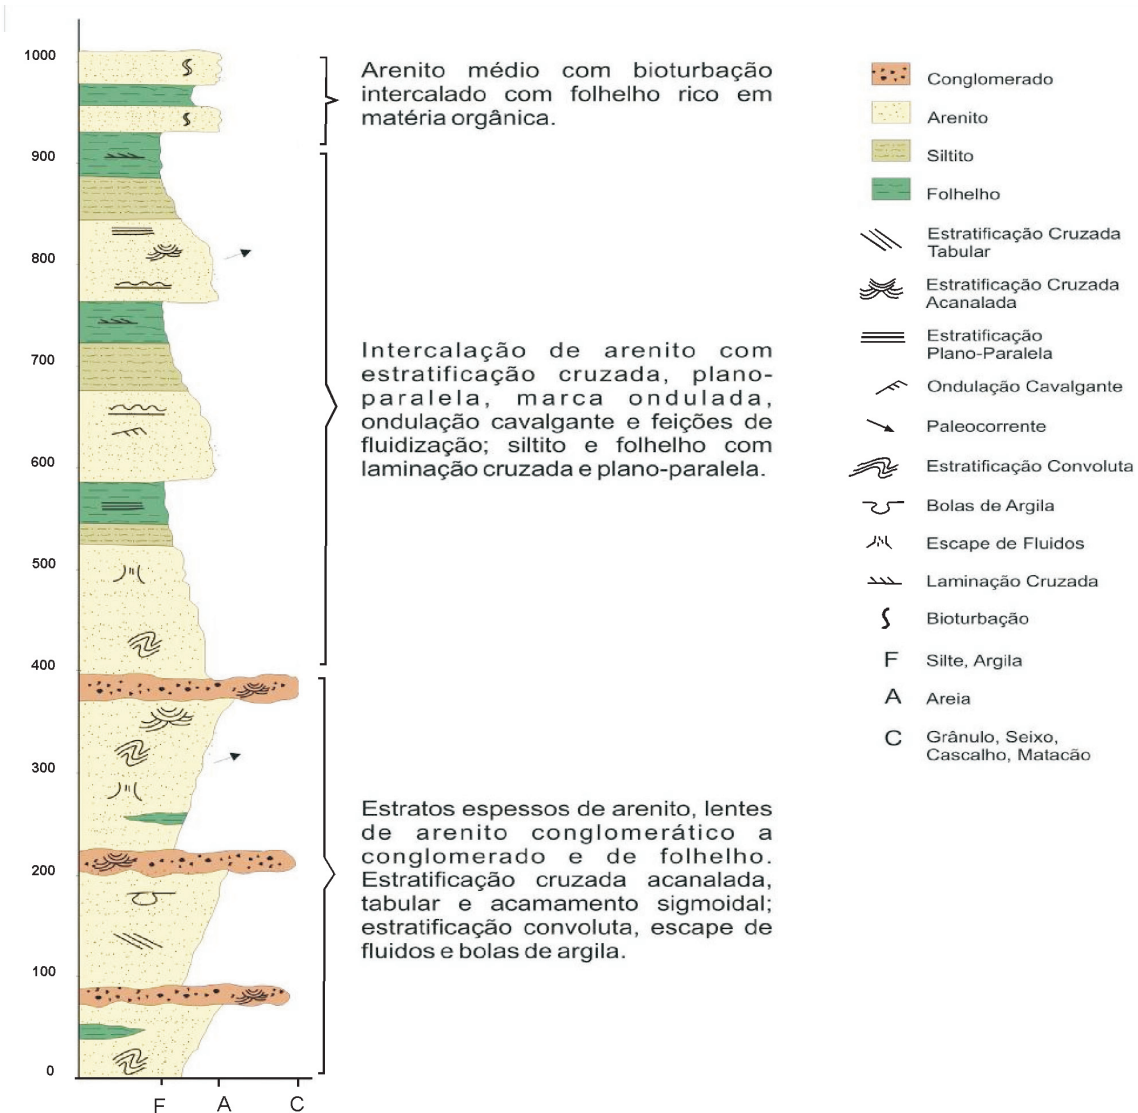 1000
900
800
700
600
500
400
300
200
100
0
F
A
C
Arenito médio com bioturbação
intercalado com folhelho rico em
matéria orgânica.
Intercalação de arenito com
estratificação cruzada, plano-
paralela, marca ondulada,
ondulação cavalgante e feições de
fluidização; siltito e folhelho com
laminação cruzada e plano-paralela.
Estratos espessos de arenito, lentes
de arenito conglomerático a
conglomerado e de folhelho.
Estratificação cruzada acanalada,
tabular e acamamento sigmoidal;
estratificação convoluta, escape de
fluidos e bolas de argila.
Conglomerado
Arenito
Siltito
Folhelho
Estratificação Cruzada
Tabular
Estratificação Cruzada
Acanalada
Estratificação
Plano-Paralela
Ondulação Cavalgante
Paleocorrente
Estratificação Convoluta
Bolas de Argila
Escape de Fluidos
Laminação Cruzada
Bioturbação
F Silte, Argila
A Areia
C Grânulo, Seixo,
Cascalho, Matacão